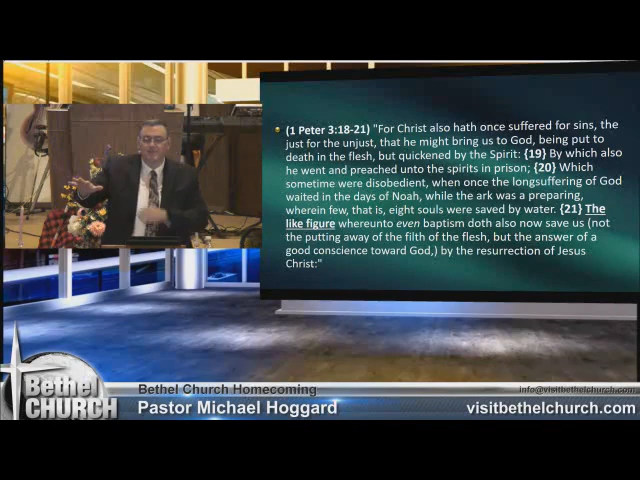 (1 Peter 3:18-21) "For Christ also hath once suffered for sins, the
just for the unjust, that he might bring us to God, being put to
death in the flesh, but quickened by the Spirit: {19} By which also
he went and preached unto the spirits in prison; {20} Which
sometime were disobedient, when once the longsuffering of God
waited in the days of Noah, while the ark was a preparing,
wherein few, that is, eight souls were saved by water. {21} The
like figure whereunto even baptism doth also now save us (not
the putting away of the filth of the flesh, but the answer of a
good conscience toward God,) by the resurrection of Jesus
Christ:"
Bethel
CHURCH
Bethel Church Homecoming
info@visitbethelchurch.com
Pastor Michael Hoggard
visitbethelchurch.com